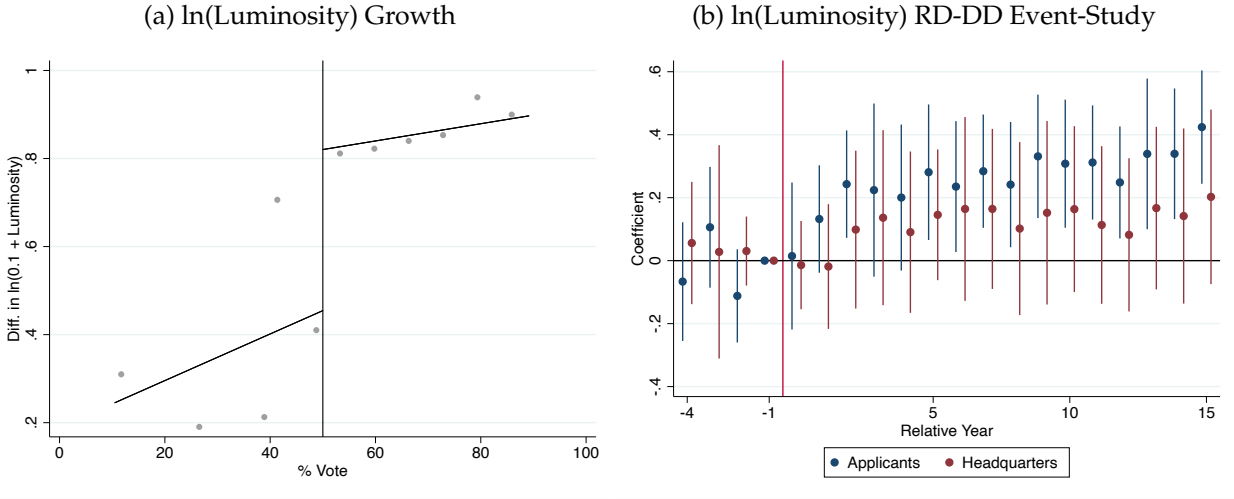 (a) ln(Luminosity) Growth
Diff. in ln(0.1 + Luminosity)
1
.8
.6
.4
.2
0 20 40 60 80 100
% Vote
(b) ln(Luminosity) RD-DD Event-Study
Coefficient
.6
.4
.2
0
-.2
-.4
-4 -1 5 10 15
Relative Year
Applicants Headquarters